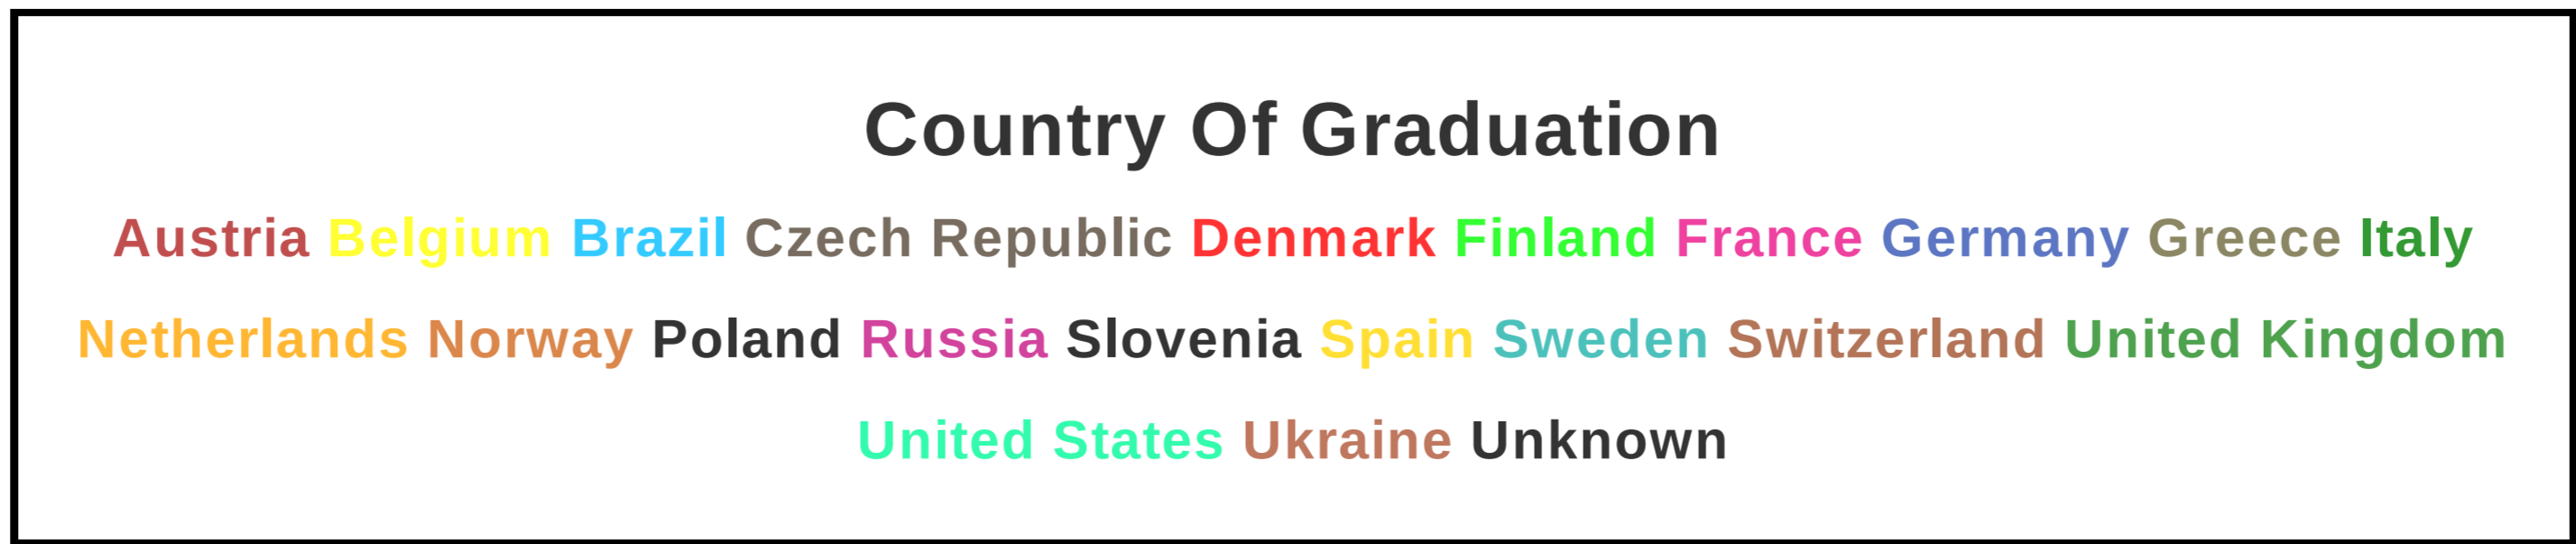 Country Of Graduation
Austria Belgium Brazil Czech Republic Denmark Finland France Germany Greece Italy
Netherlands Norway Poland Russia Slovenia Spain Sweden Switzerland United Kingdom
United States Ukraine Unknown